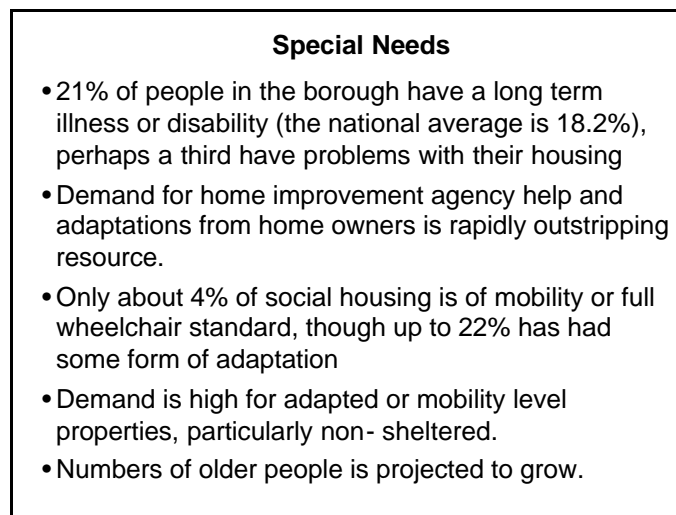 Special Needs
•21% of people in the borough have a long term
illness or disability (the national average is 18.2%),
perhaps a third have problems with their housing
•Demand for home improvement agency help and
adaptations from home owners is rapidly outstripping
resource.
•Only about 4% of social housing is of mobility or full
wheelchair standard, though up to 22% has had
some form of adaptation
•Demand is high for adapted or mobility level
properties, particularly non- sheltered.
•Numbers of older people is projected to grow.